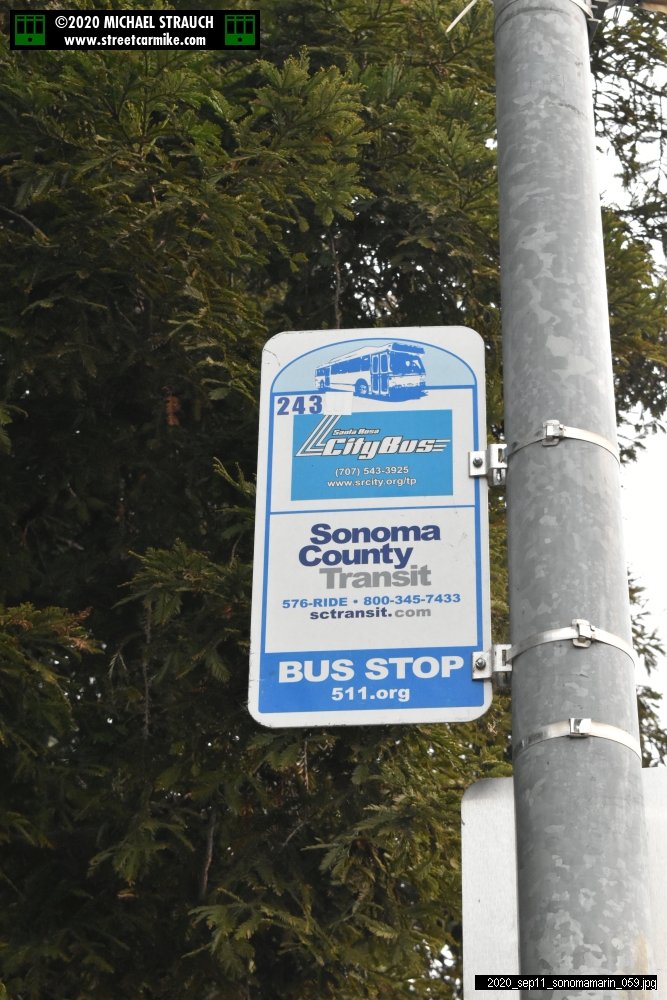 ©2020 MICHAEL STRAUCH
www.streetcarmike.com
243
Santa Rosa
CityBus
(707) 543-3925
www.srcity.org/tp
Sonoma
County
Transit
576-RIDE • 800-345-7433
sctransit.com
BUS STOP
511.org
2020_sep11_sonomamarin_059.jpg